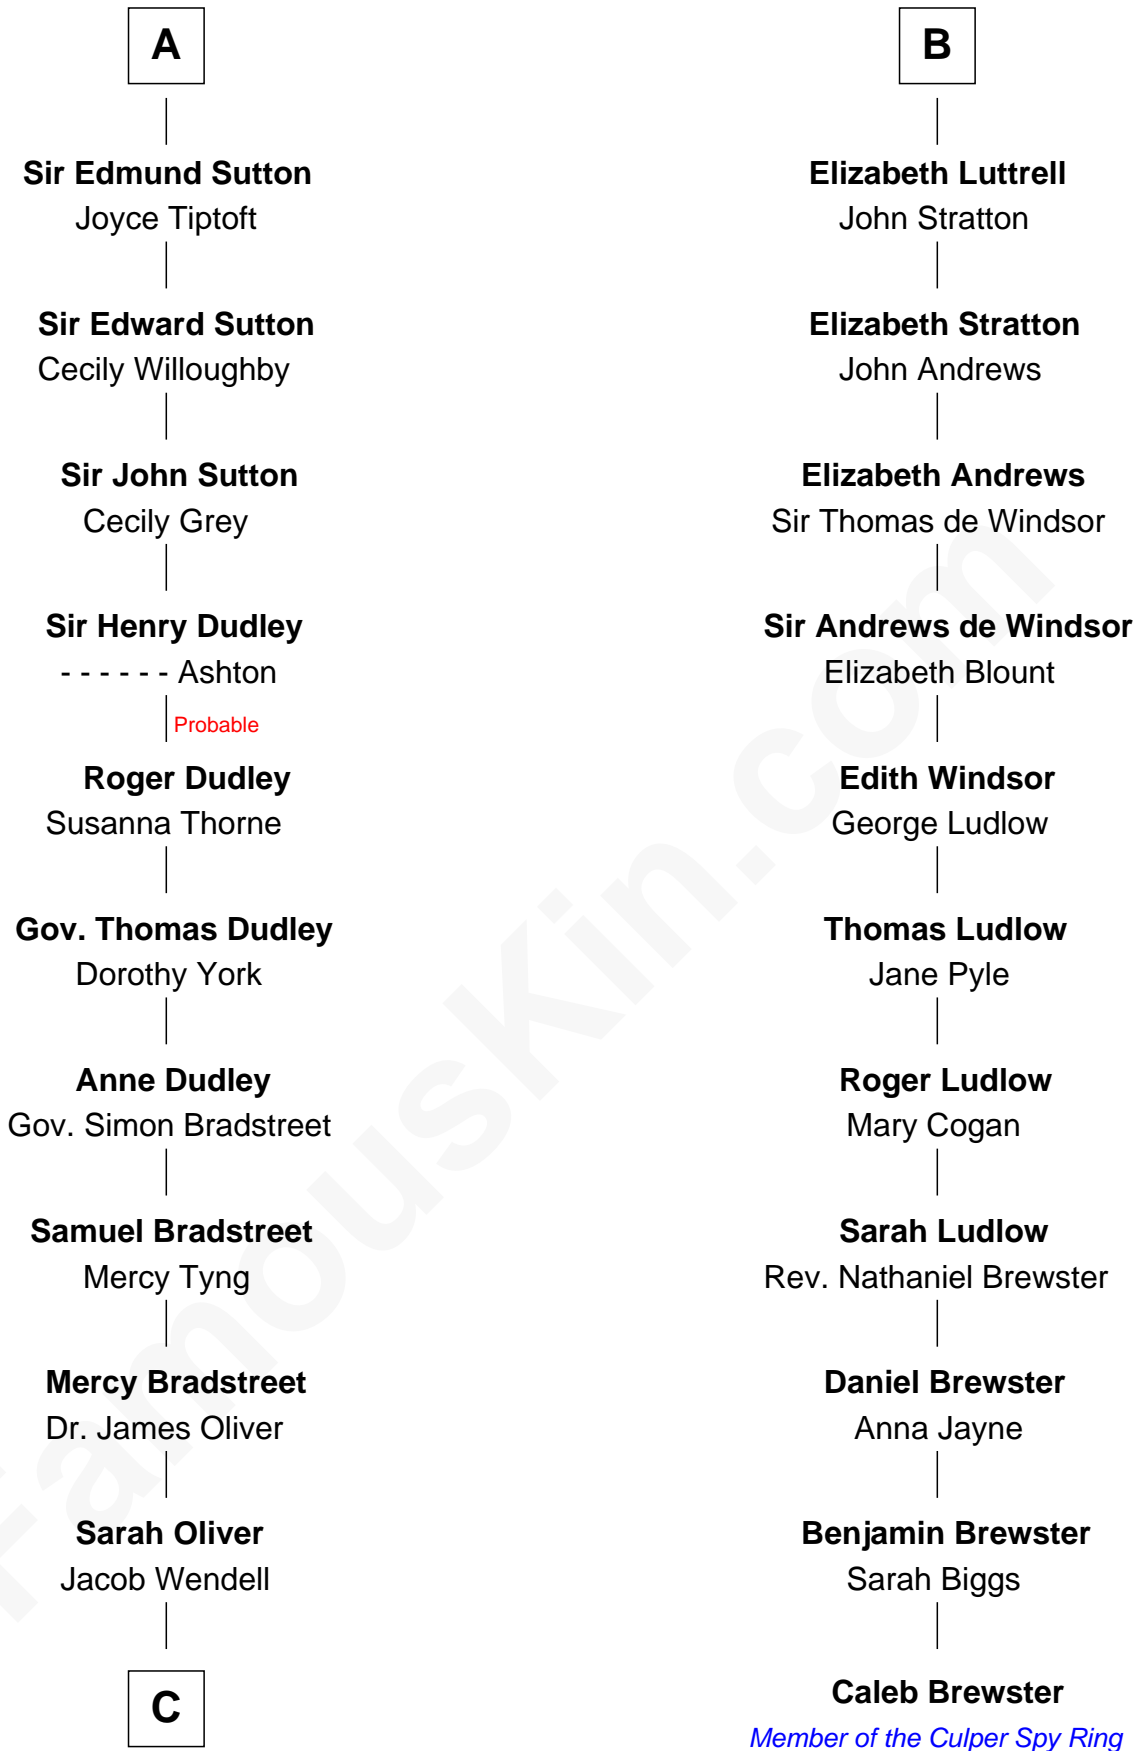 A
Sir Edmund Sutton
Joyce Tiptoft
Sir Edward Sutton
Cecily Willoughby
Sir John Sutton
Cecily Grey
Sir Henry Dudley
- - - - - - Ashton
Probable
Roger Dudley
Susanna Thorne
Gov. Thomas Dudley
Dorothy York
Anne Dudley
Gov. Simon Bradstreet
Samuel Bradstreet
Mercy Tyng
Mercy Bradstreet
Dr. James Oliver
Sarah Oliver
Jacob Wendell
C
B
Elizabeth Luttrell
John Stratton
Elizabeth Stratton
John Andrews
Elizabeth Andrews
Sir Thomas de Windsor
Sir Andrews de Windsor
Elizabeth Blount
Edith Windsor
George Ludlow
Thomas Ludlow
Jane Pyle
Roger Ludlow
Mary Cogan
Sarah Ludlow
Rev. Nathaniel Brewster
Daniel Brewster
Anna Jayne
Benjamin Brewster
Sarah Biggs
Caleb Brewster
Member of the Culper Spy Ring
FamousKin.com